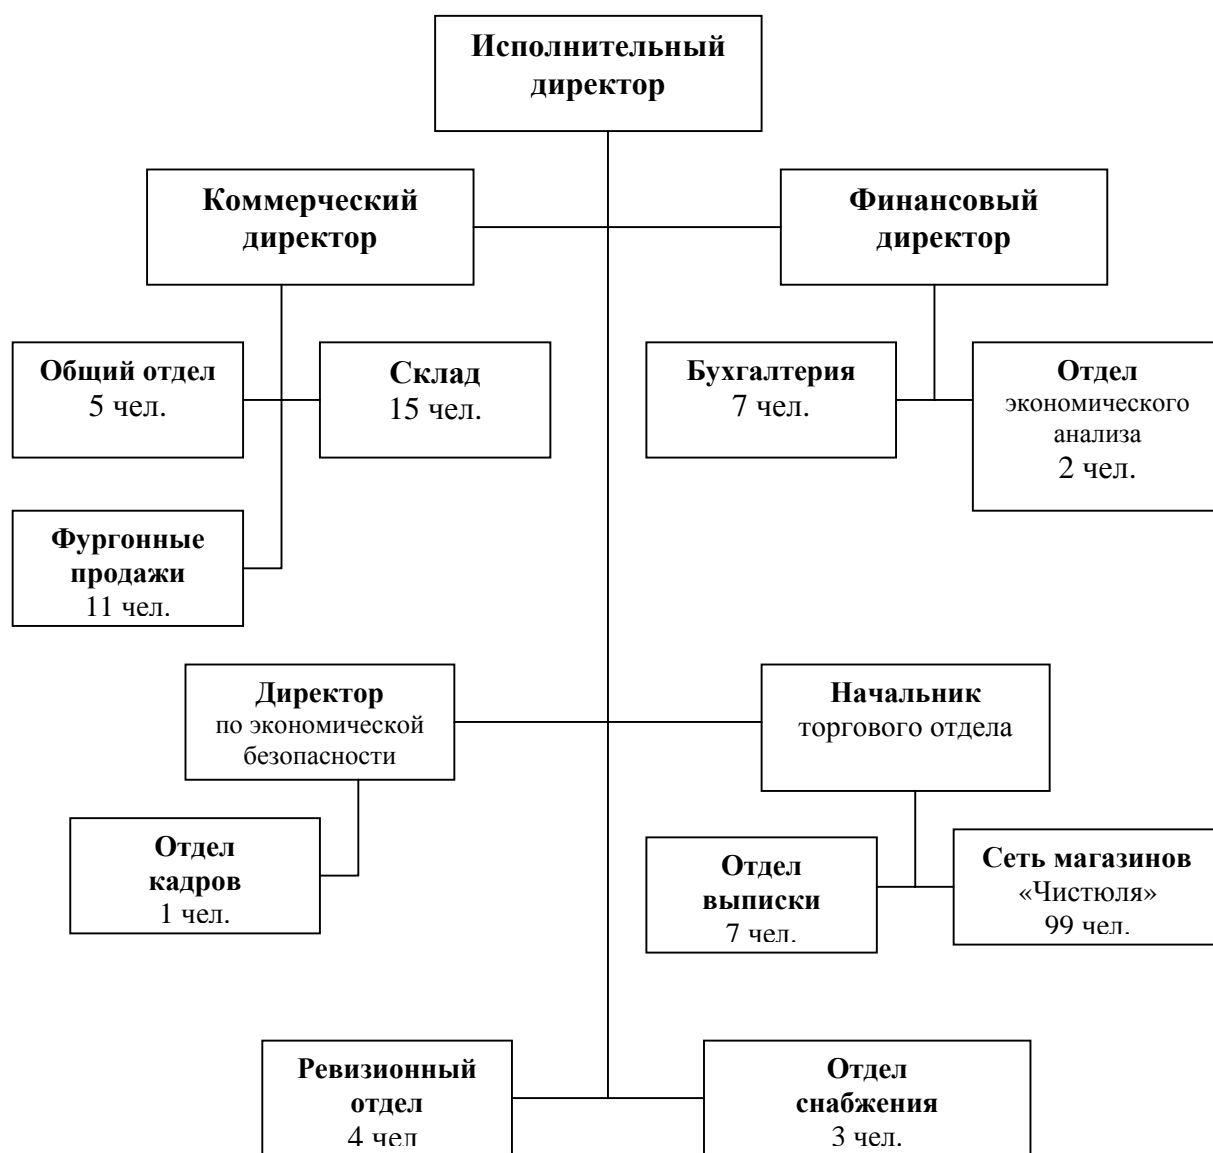 Исполнительный
директор
Коммерческий
директор
Финансовый
директор
Общий отдел
5 чел.
Склад
15 чел.
Бухгалтерия
7 чел.
Отдел
экономического
анализа
2 чел.
Фургонные
продажи
11 чел.
Директор
по экономической
безопасности
Начальник
торгового отдела
Отдел
кадров
1 чел.
Отдел
выписки
7 чел.
Сеть магазинов
«Чистюля»
99 чел.
Ревизионный
отдел
4 чел
Отдел
снабжения
3 чел.